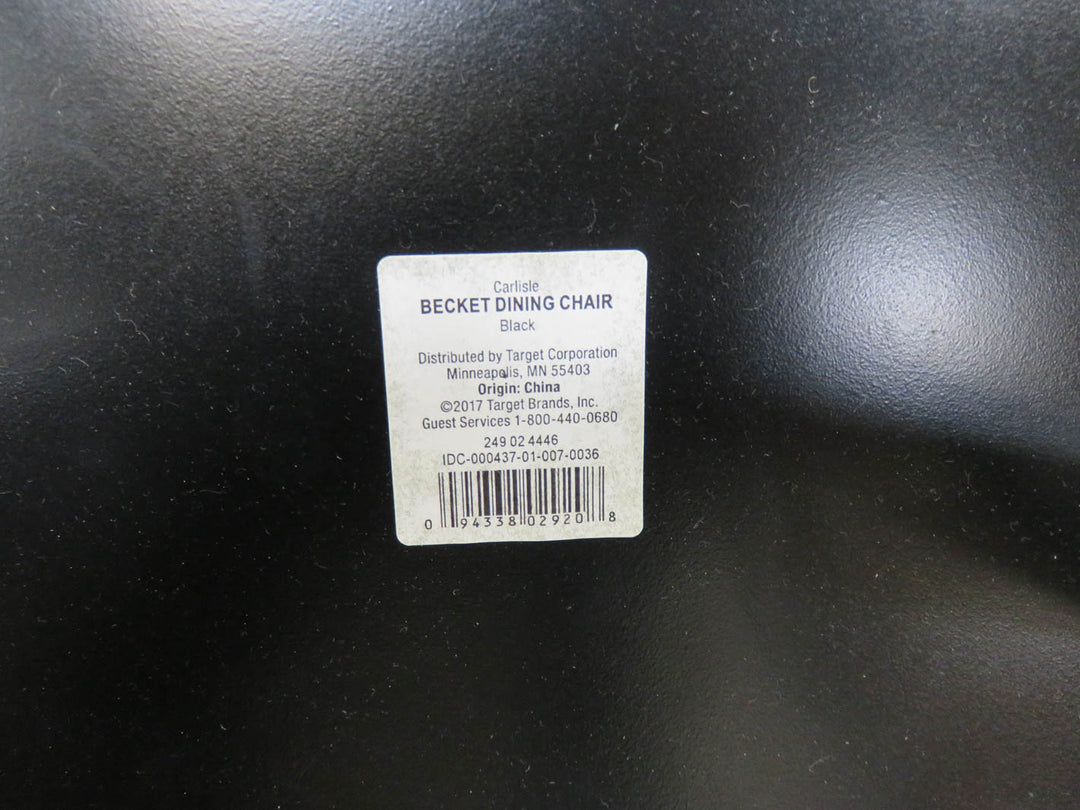 Carlisle
BECKET DINING CHAIR
Black
Distributed by Target Corporation
Minneapolis, MN 55403
Origin: China
©2017 Target Brands, Inc.
Guest Services 1-800-440-0680
249 02 4446
IDC-000437-01-007-0036
0 94338 02920 8